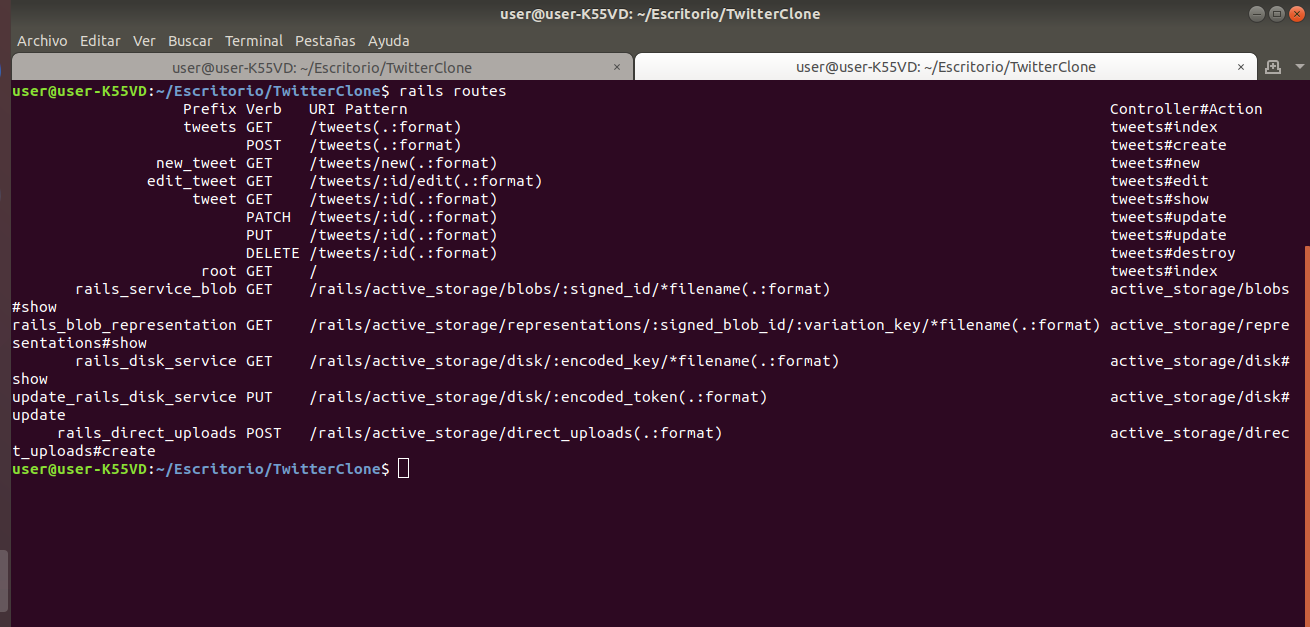 user@user-K55VD: ~/Escritorio/TwitterClone
Archivo Editar Ver Buscar Terminal Pestañas Ayuda
user@user-K55VD: ~/Escritorio/TwitterClone × user@user-K55VD: ~/Escritorio/TwitterClone ×
user@user-K55VD:~/Escritorio/TwitterClone$ rails routes
                   Prefix Verb   URI Pattern                                                                              Controller#Action
                   tweets GET    /tweets(.:format)                                                                        tweets#index
                          POST   /tweets(.:format)                                                                        tweets#create
                new_tweet GET    /tweets/new(.:format)                                                                    tweets#new
               edit_tweet GET    /tweets/:id/edit(.:format)                                                               tweets#edit
                    tweet GET    /tweets/:id(.:format)                                                                    tweets#show
                          PATCH  /tweets/:id(.:format)                                                                    tweets#update
                          PUT    /tweets/:id(.:format)                                                                    tweets#update
                          DELETE /tweets/:id(.:format)                                                                    tweets#destroy
                     root GET    /                                                                                        tweets#index
       rails_service_blob GET    /rails/active_storage/blobs/:signed_id/*filename(.:format)                               active_storage/blobs
#show
rails_blob_representation GET    /rails/active_storage/representations/:signed_blob_id/:variation_key/*filename(.:format) active_storage/repre
sentations#show
       rails_disk_service GET    /rails/active_storage/disk/:encoded_key/*filename(.:format)                              active_storage/disk#
show
update_rails_disk_service PUT    /rails/active_storage/disk/:encoded_token(.:format)                                      active_storage/disk#
update
     rails_direct_uploads POST   /rails/active_storage/direct_uploads(.:format)                                           active_storage/direc
t_uploads#create
user@user-K55VD:~/Escritorio/TwitterClone$